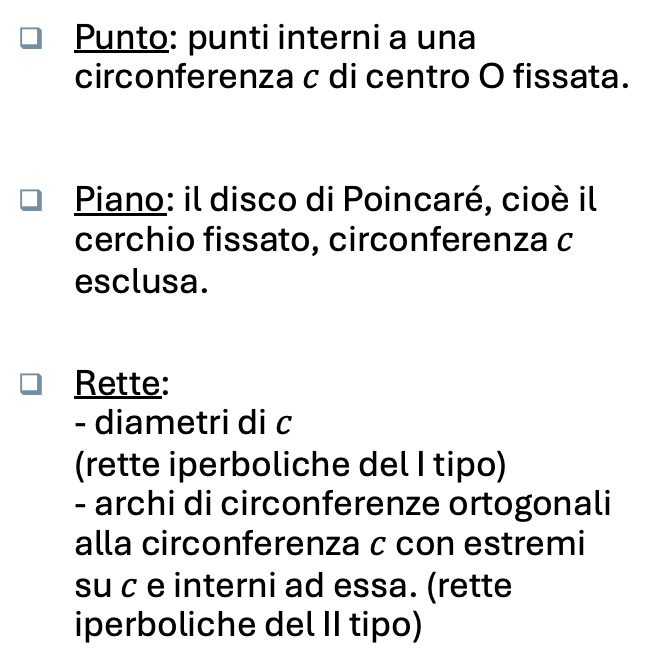 ❑ Punto: punti interni a una
circonferenza 𝑐 di centro O fissata.
❑ Piano: il disco di Poincaré, cioè il
cerchio fissato, circonferenza 𝑐
esclusa.
❑ Rette:
- diametri di 𝑐
(rette iperboliche del I tipo)
- archi di circonferenze ortogonali
alla circonferenza 𝑐 con estremi
su 𝑐 e interni ad essa. (rette
iperboliche del II tipo)